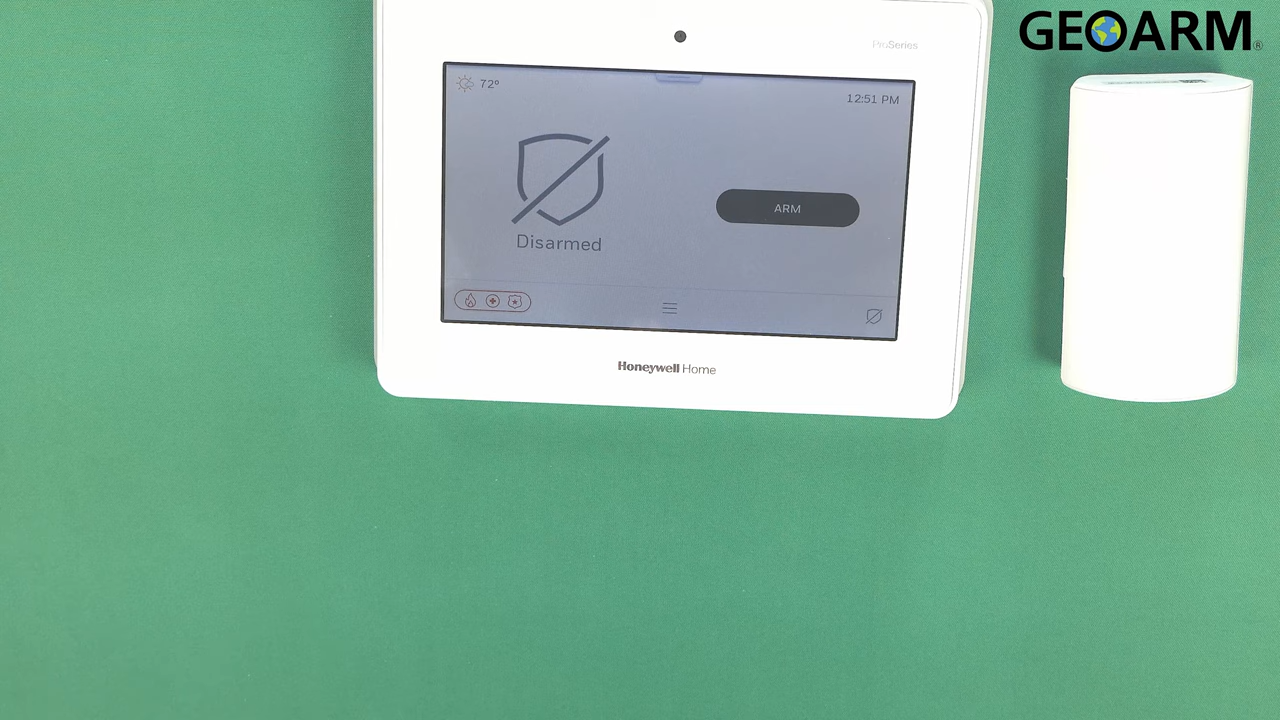 GEOARM®
ProSeries
72°
12:51 PM
ARM
Disarmed
Honeywell Home